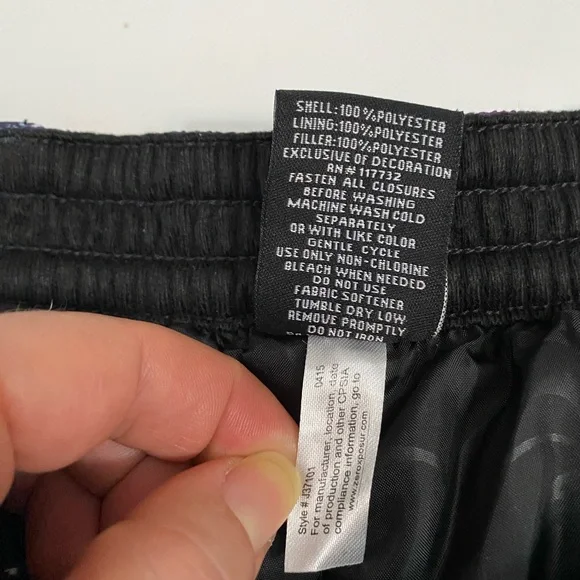 SHELL:100%POLYESTER
LINING:100%POLYESTER
FILLER:100%POLYESTER
EXCLUSIVE OF DECORATION
RN#117732
FASTEN ALL CLOSURES
BEFORE WASHING
MACHINE WASH COLD
SEPARATELY
OR WITH LIKE COLOR
GENTLE CYCLE
USE ONLY NON-CHLORINE
BLEACH WHEN NEEDED
DO NOT USE
FABRIC SOFTENER
TUMBLE DRY LOW
REMOVE PROMPTLY
DO NOT IRON
Style # J37101 0415
For manufacturer, location, date
of production and other CPSIA
compliance information, go to
www.zeroxposur.com